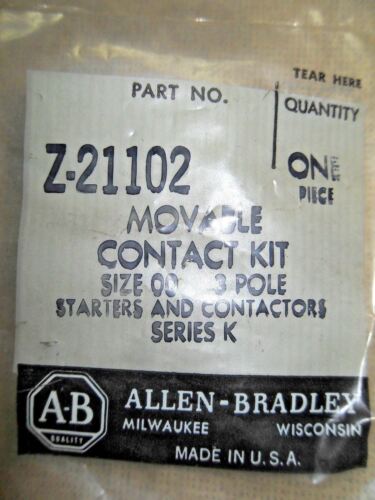 TEAR HERE
PART NO.
QUANTITY
Z-21102
ONE
PIECE
MOVABLE
CONTACT KIT
SIZE 00 3 POLE
STARTERS AND CONTACTORS
SERIES K
A-B
QUALITY
ALLEN-BRADLEY
MILWAUKEE WISCONSIN
MADE IN U.S.A.